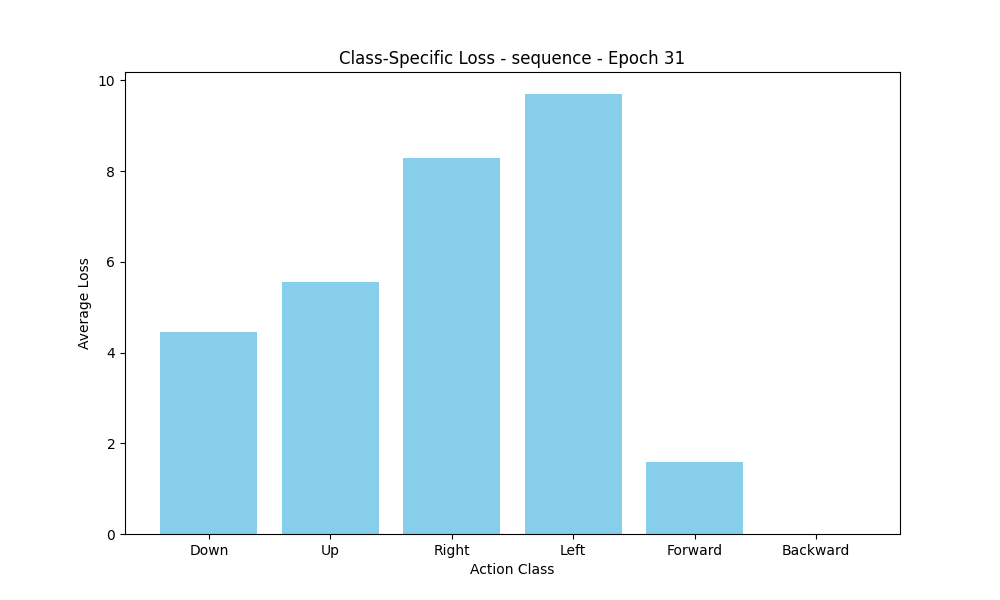 Class-Specific Loss - sequence - Epoch 31
10
8
6
4
2
0
Average Loss
Down Up Right Left Forward Backward
Action Class